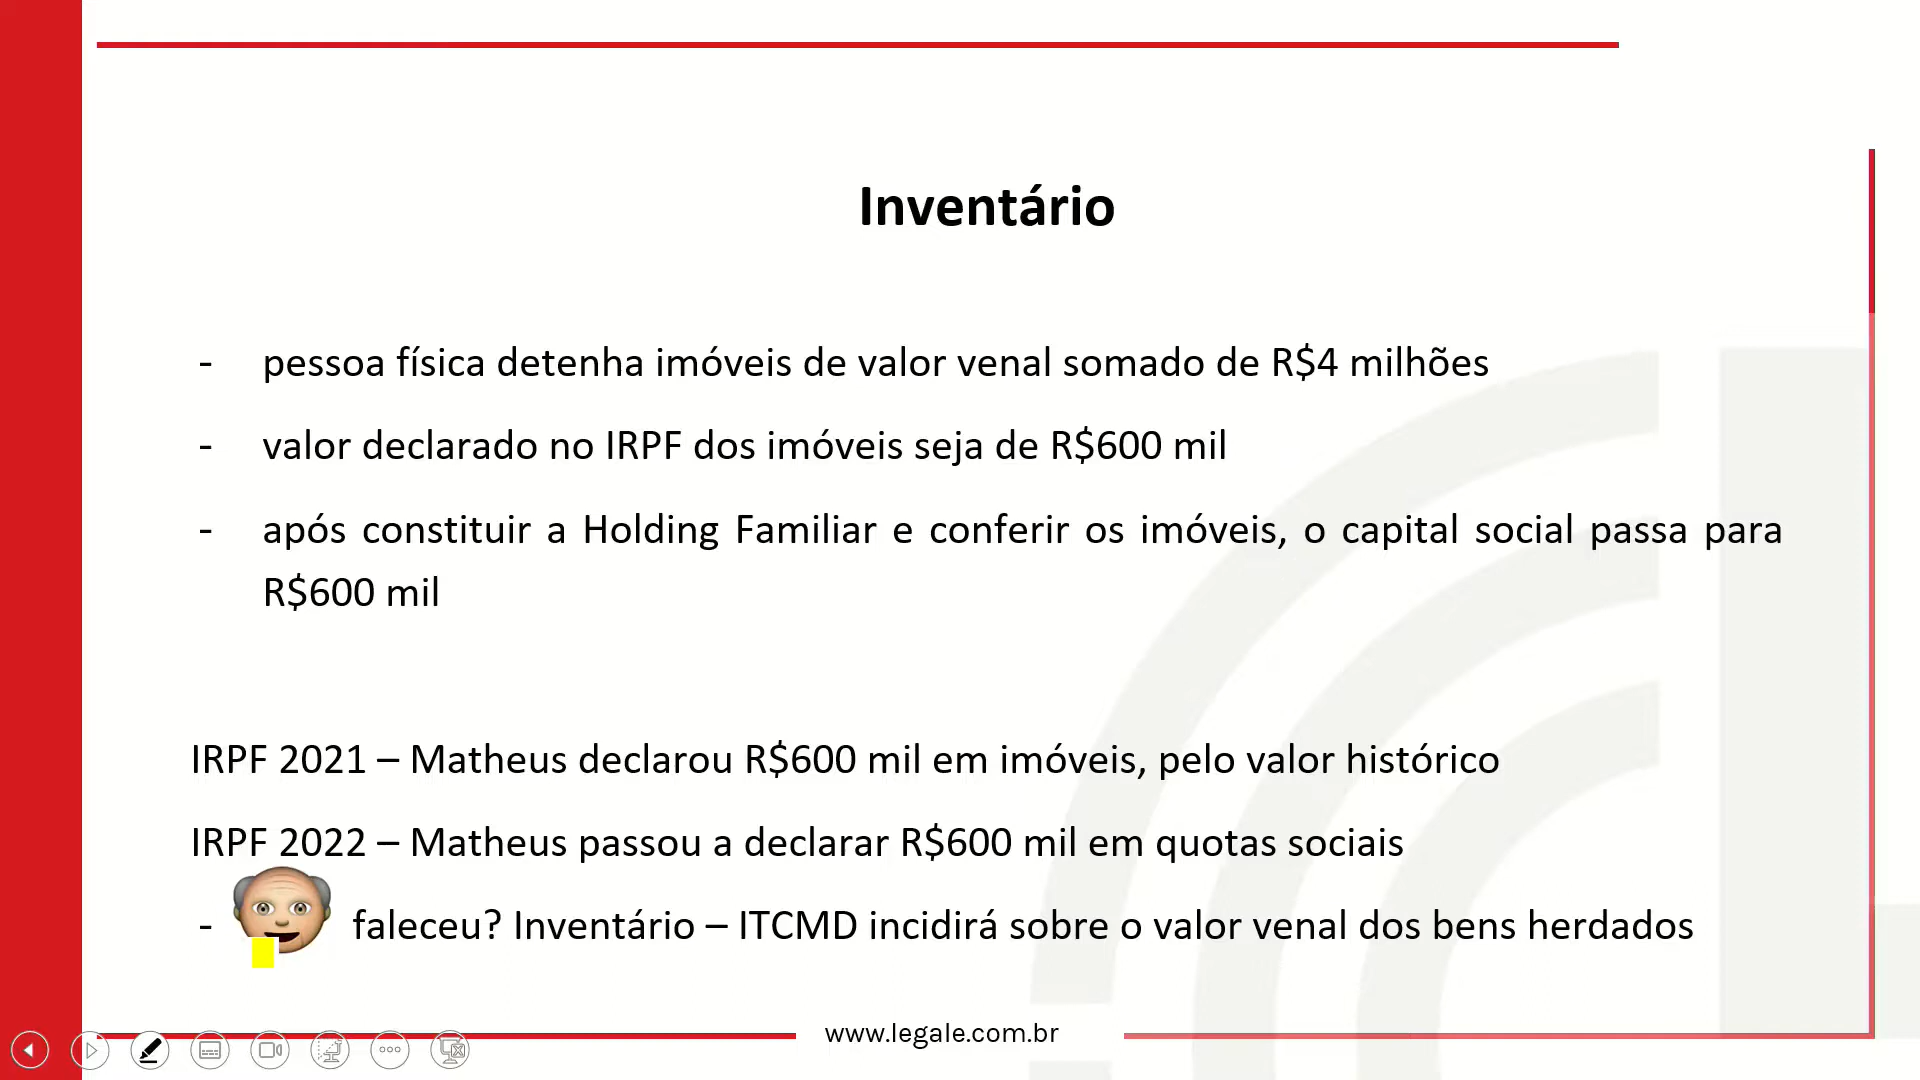 Inventário
- pessoa física detenha imóveis de valor venal somado de R$4 milhões
- valor declarado no IRPF dos imóveis seja de R$600 mil
- após constituir a Holding Familiar e conferir os imóveis, o capital social passa para
R$600 mil
IRPF 2021 – Matheus declarou R$600 mil em imóveis, pelo valor histórico
IRPF 2022 – Matheus passou a declarar R$600 mil em quotas sociais
- faleceu? Inventário – ITCMD incidirá sobre o valor venal dos bens herdados
www.legale.com.br